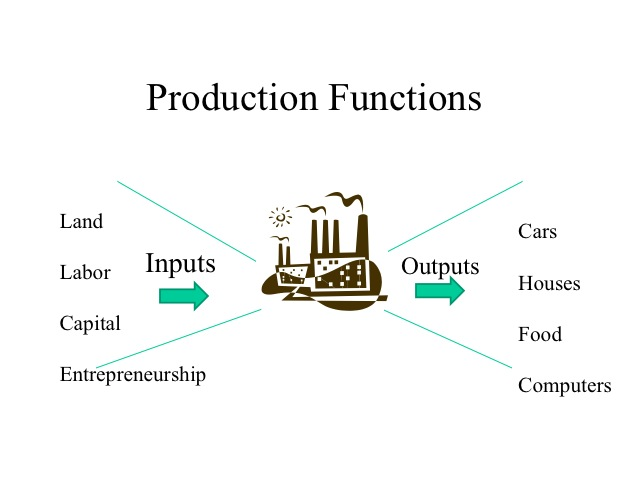 Production Functions
Land
Labor
Capital
Entrepreneurship
Inputs
Outputs
Cars
Houses
Food
Computers